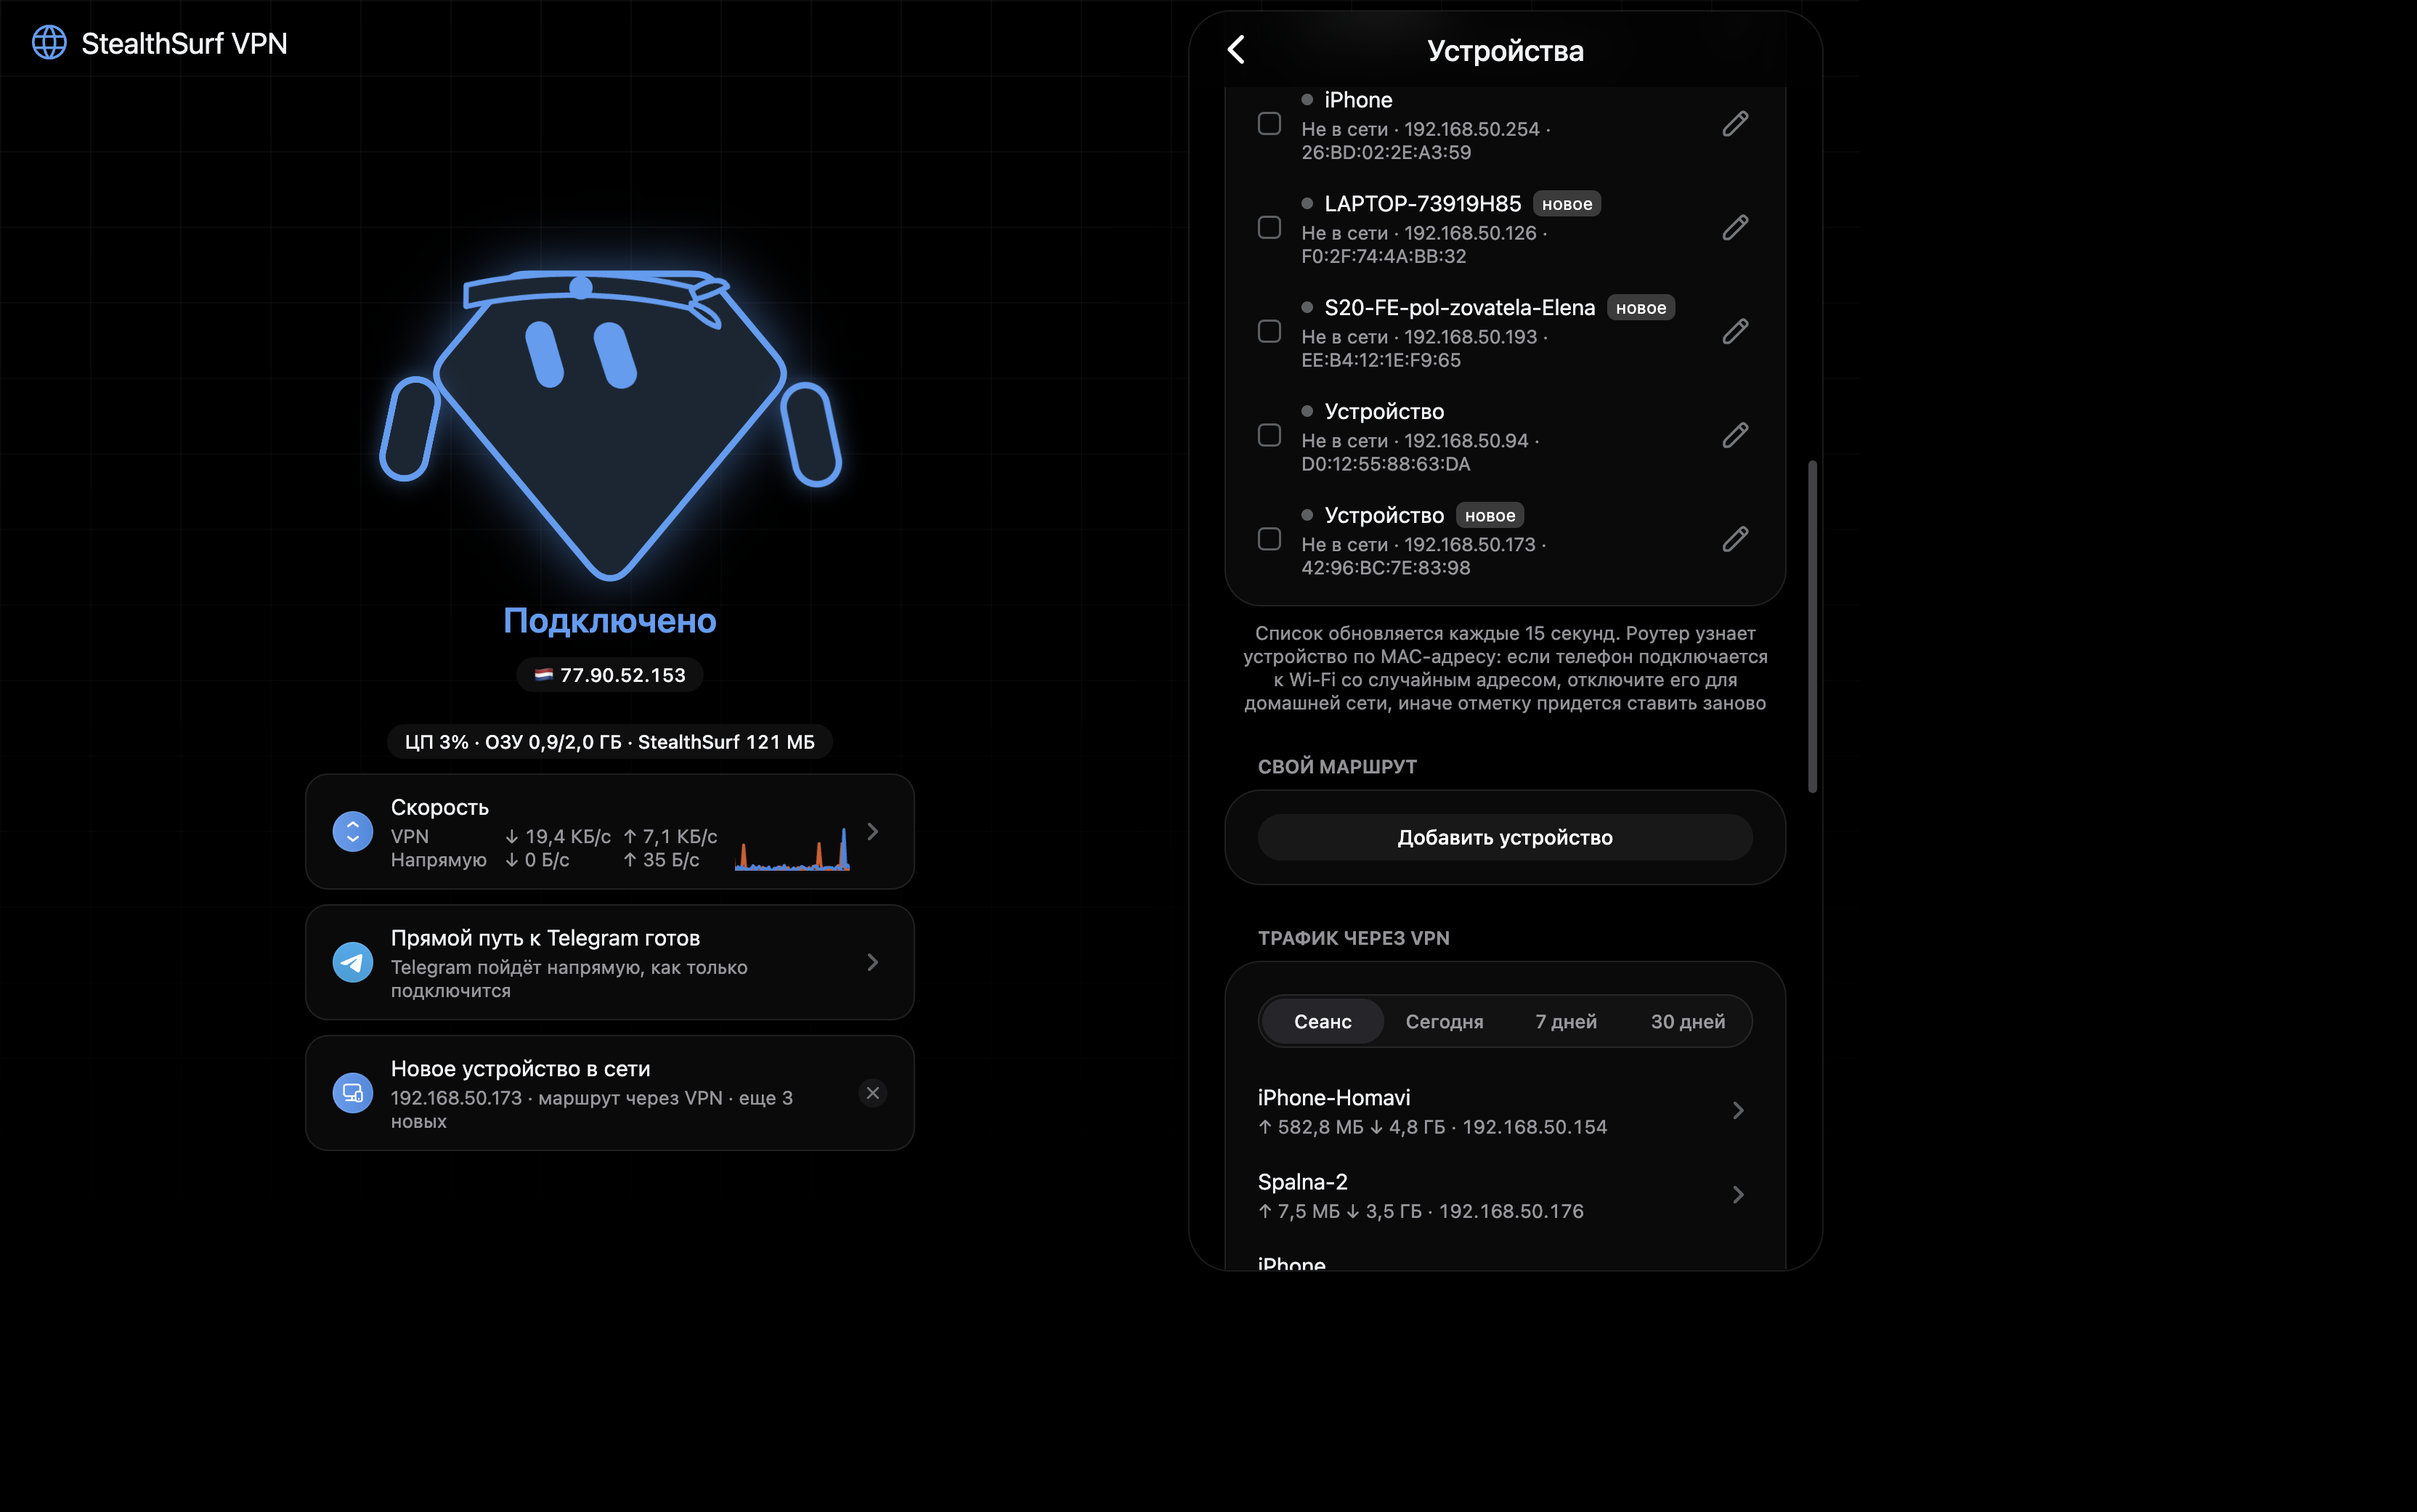 StealthSurf VPN
Подключено
77.90.52.153
ЦП 3% · ОЗУ 0,9/2,0 ГБ · StealthSurf 121 МБ
Скорость
VPN ↓ 19,4 КБ/с ↑ 7,1 КБ/с
Напрямую ↓ 0 Б/с ↑ 35 Б/с
Прямой путь к Telegram готов
Telegram пойдёт напрямую, как только
подключится
Новое устройство в сети
192.168.50.173 · маршрут через VPN · еще 3
новых
Устройства
iPhone
Не в сети · 192.168.50.254 ·
26:BD:02:2E:A3:59
LAPTOP-73919H85 новое
Не в сети · 192.168.50.126 ·
F0:2F:74:4A:BB:32
S20-FE-pol-zovatela-Elena новое
Не в сети · 192.168.50.193 ·
EE:B4:12:1E:F9:65
Устройство
Не в сети · 192.168.50.94 ·
D0:12:55:88:63:DA
Устройство новое
Не в сети · 192.168.50.173 ·
42:96:BC:7E:83:98
Список обновляется каждые 15 секунд. Роутер узнает
устройство по MAC-адресу: если телефон подключается
к Wi-Fi со случайным адресом, отключите его для
домашней сети, иначе отметку придется ставить заново
СВОЙ МАРШРУТ
Добавить устройство
ТРАФИК ЧЕРЕЗ VPN
Сеанс Сегодня 7 дней 30 дней
iPhone-Homavi
↑ 582,8 МБ ↓ 4,8 ГБ · 192.168.50.154
Spalna-2
↑ 7,5 МБ ↓ 3,5 ГБ · 192.168.50.176
iPhone